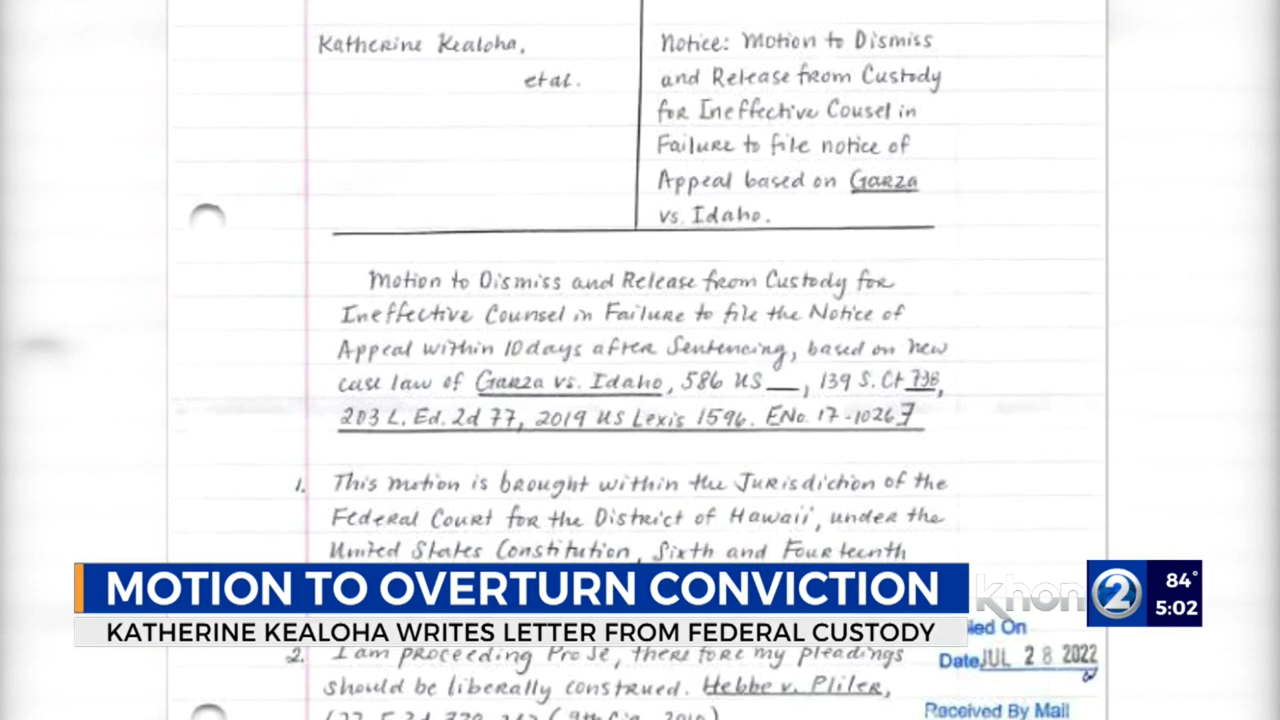 Katherine Kealoha,
et al.
Notice: Motion to Dismiss
and Release from Custody
for Ineffective Cousel in
Failure to file notice of
Appeal based on Garza
vs. Idaho.
Motion to Dismiss and Release from Custody for
Ineffective Counsel in Failure to file the Notice of
Appeal within 10 days after Sentencing, based on new
case law of Garza vs. Idaho, 586 US __, 139 S. Ct 738,
203 L. Ed. 2d 77, 2019 US Lexis 1596. [No. 17-1026]
1. This motion is brought within the Jurisdiction of the
Federal Court for the District of Hawaii, under the
United States Constitution, Sixth and Fourteenth
MOTION TO OVERTURN CONVICTION
KATHERINE KEALOHA WRITES LETTER FROM FEDERAL CUSTODY
khon 2
84°
5:02
2. I am proceeding Pro Se, therefore my pleadings
should be liberally construed. Hebbe v. Pliler,
On
Date JUL 28 2022
Received By Mail